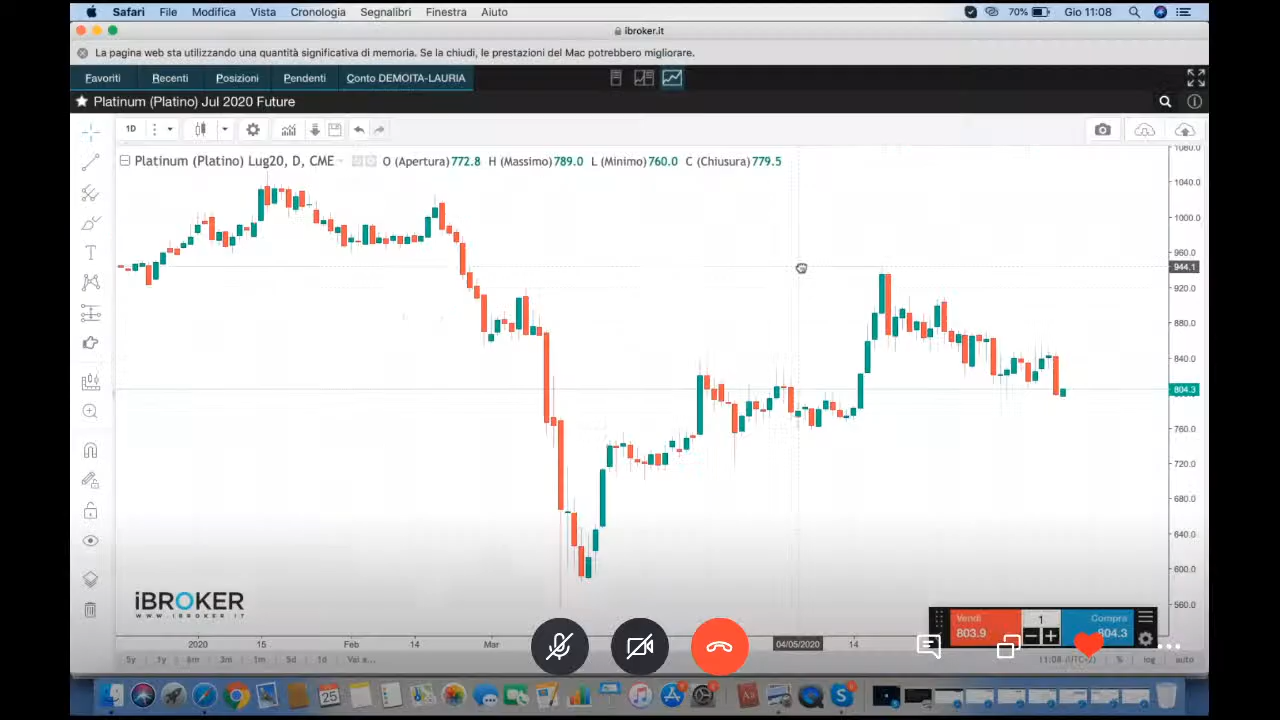 Safari File Modifica Vista Cronologia Segnalibri Finestra Aiuto 70% Gio 11:08
ibroker.it
La pagina web sta utilizzando una quantità significativa di memoria. Se la chiudi, le prestazioni del Mac potrebbero migliorare.
Favoriti Recenti Posizioni Pendenti Conto DEMOITA-LAURIA
Platinum (Platino) Jul 2020 Future
1D
Platinum (Platino) Lug20, D, CME O (Apertura) 772.8 H (Massimo) 789.0 L (Minimo) 760.0 C (Chiusura) 779.5
1080.0
1040.0
1000.0
960.0
944.1
920.0
880.0
840.0
804.3
760.0
720.0
680.0
640.0
600.0
560.0
iBROKER
WWW.IBROKER.IT
Vendi 1 Compra
803.9 804.3
2020 15 Feb Mar 04/05/2020 14
5y 1y 6m 3m 1m 5d 1d Vai a... 11:08 (UTC-2) % log auto
25